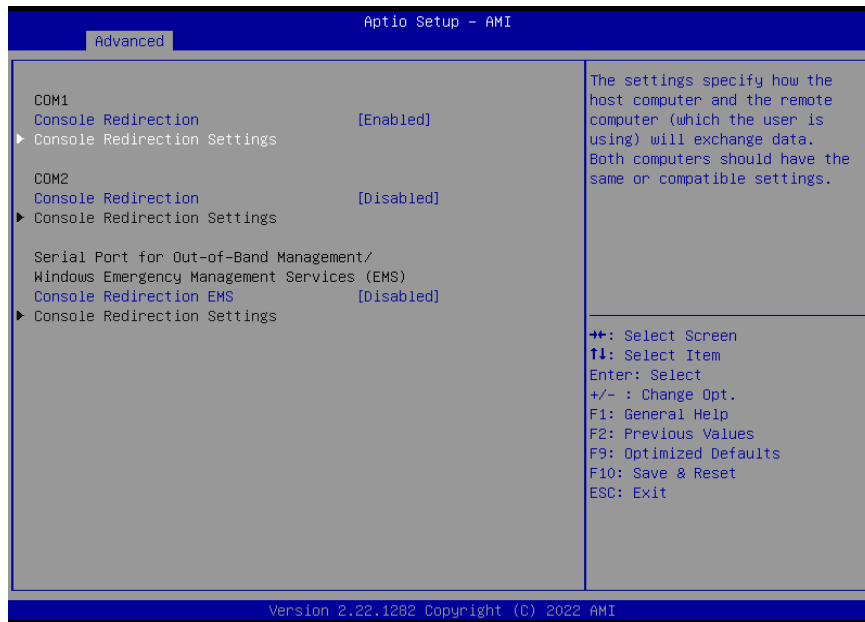 Aptio Setup – AMI
Advanced
COM1
Console Redirection [Enabled]
▶ Console Redirection Settings
COM2
Console Redirection [Disabled]
▶ Console Redirection Settings
Serial Port for Out-of-Band Management/
Windows Emergency Management Services (EMS)
Console Redirection EMS [Disabled]
▶ Console Redirection Settings
The settings specify how the
host computer and the remote
computer (which the user is
using) will exchange data.
Both computers should have the
same or compatible settings.
→←: Select Screen
↑↓: Select Item
Enter: Select
+/- : Change Opt.
F1: General Help
F2: Previous Values
F9: Optimized Defaults
F10: Save & Reset
ESC: Exit
Version 2.22.1282 Copyright (C) 2022 AMI